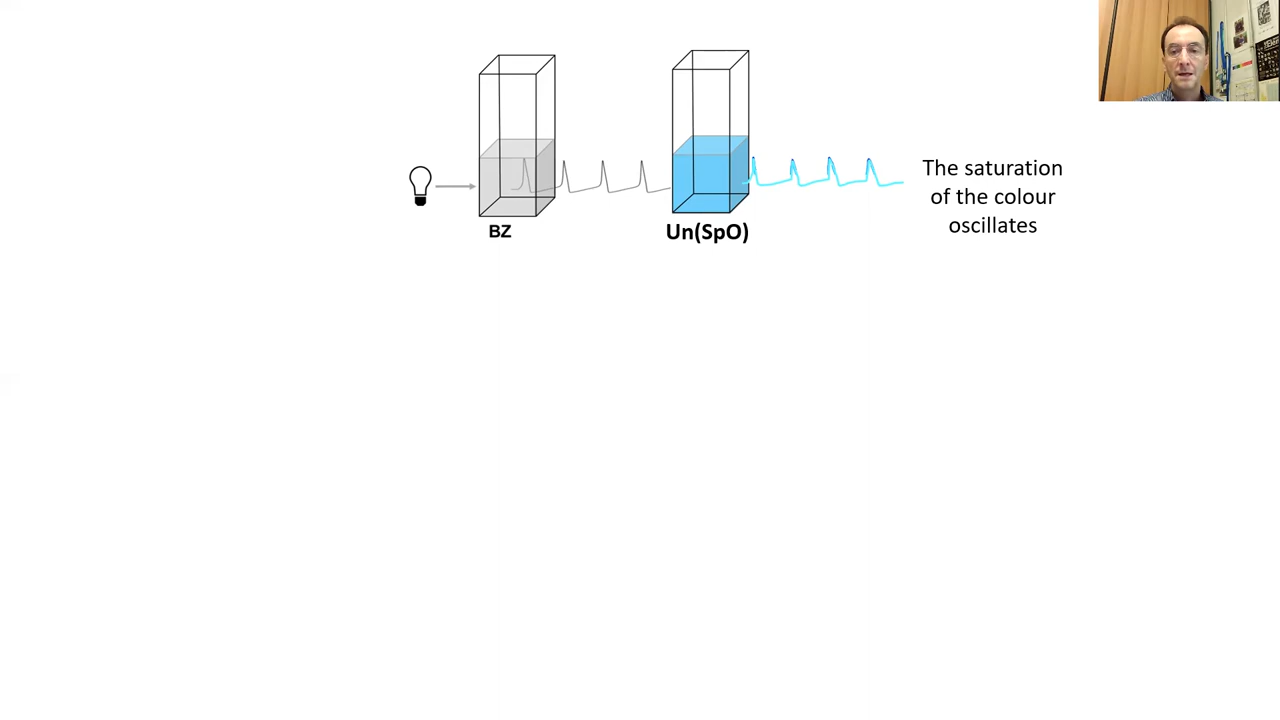 The saturation
of the colour
oscillates
BZ
Un(SpO)